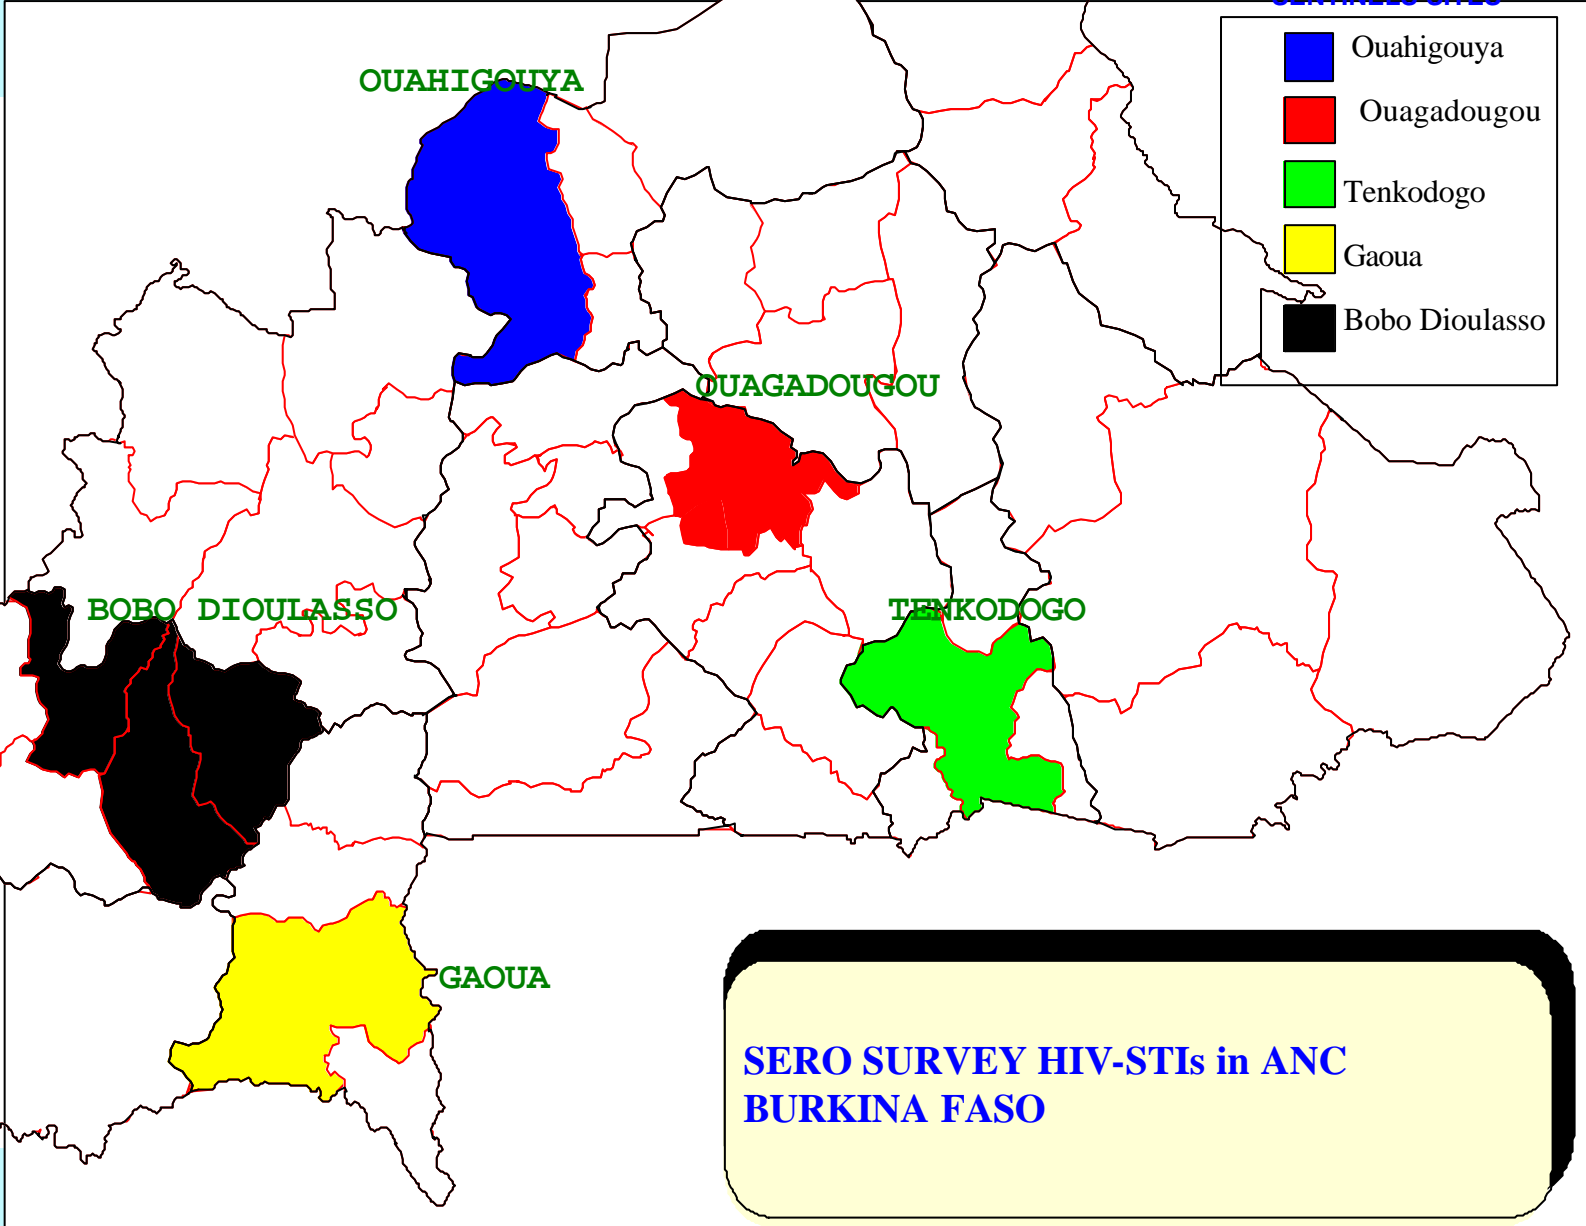 Ouahigouya
OUAHIGOUYA
Ouagadougou
Tenkodogo
Gaoua
Bobo Dioulasso
OUAGADOUGOU
BOBO DIOULASSO
TENKODOGO
GAOUA
SERO SURVEY HIV-STIs in ANC
BURKINA FASO